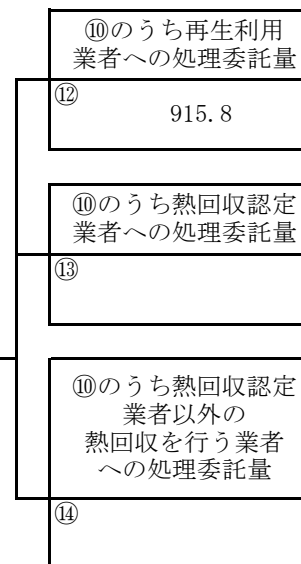 ⑩のうち再生利用
業者への処理委託量
⑫
915.8
⑩のうち熱回収認定
業者への処理委託量
⑬
⑩のうち熱回収認定
業者以外の
熱回収を行う業者
への処理委託量
⑭